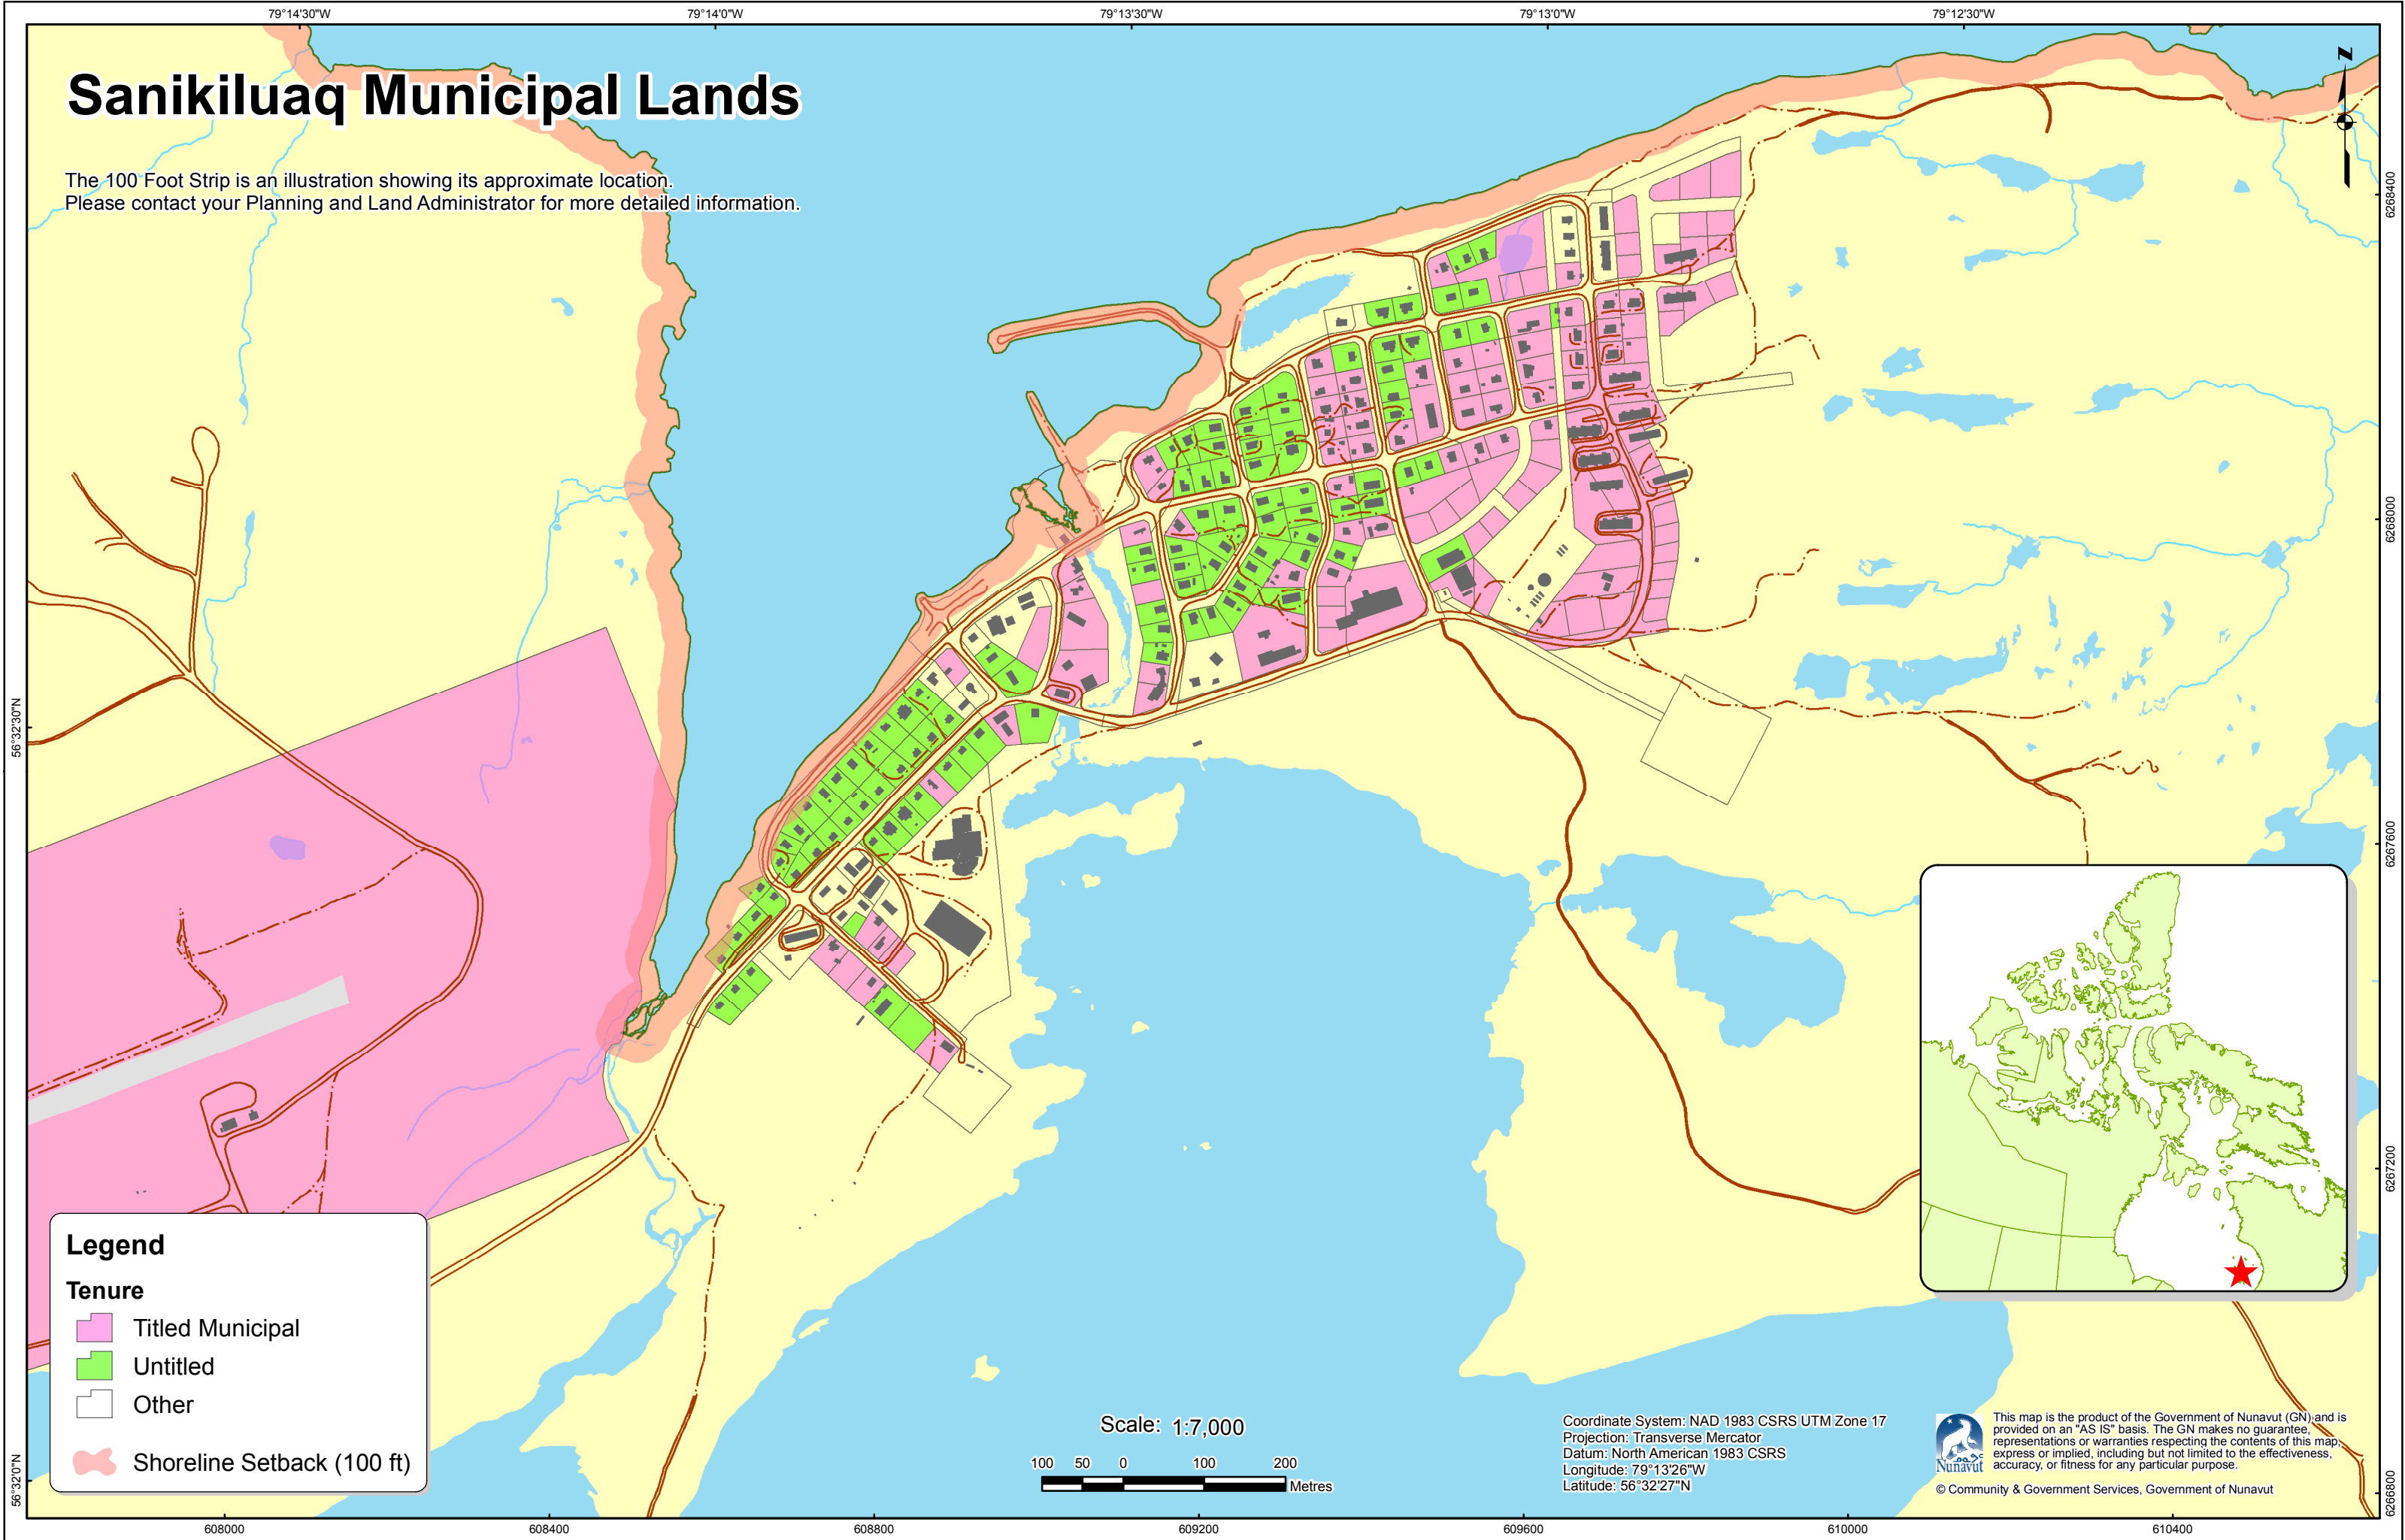 79°14'30"W
79°14'0"W
79°13'30"W
79°13'0"W
79°12'30"W
Sanikiluaq Municipal Lands
The 100 Foot Strip is an illustration showing its approximate location.
Please contact your Planning and Land Administrator for more detailed information.
N
6268400
6268000
6267600
6267200
6266800
56°32'30"N
56°32'0"N
Legend
Tenure
Titled Municipal
Untitled
Other
Shoreline Setback (100 ft)
Scale: 1:7,000
100 50 0 100 200
Metres
Coordinate System: NAD 1983 CSRS UTM Zone 17
Projection: Transverse Mercator
Datum: North American 1983 CSRS
Longitude: 79°13'26"W
Latitude: 56°32'27"N
Nunavut
This map is the product of the Government of Nunavut (GN) and is
provided on an "AS IS" basis. The GN makes no guarantee,
representations or warranties respecting the contents of this map,
express or implied, including but not limited to the effectiveness,
accuracy, or fitness for any particular purpose.
© Community & Government Services, Government of Nunavut
608000
608400
608800
609200
609600
610000
610400